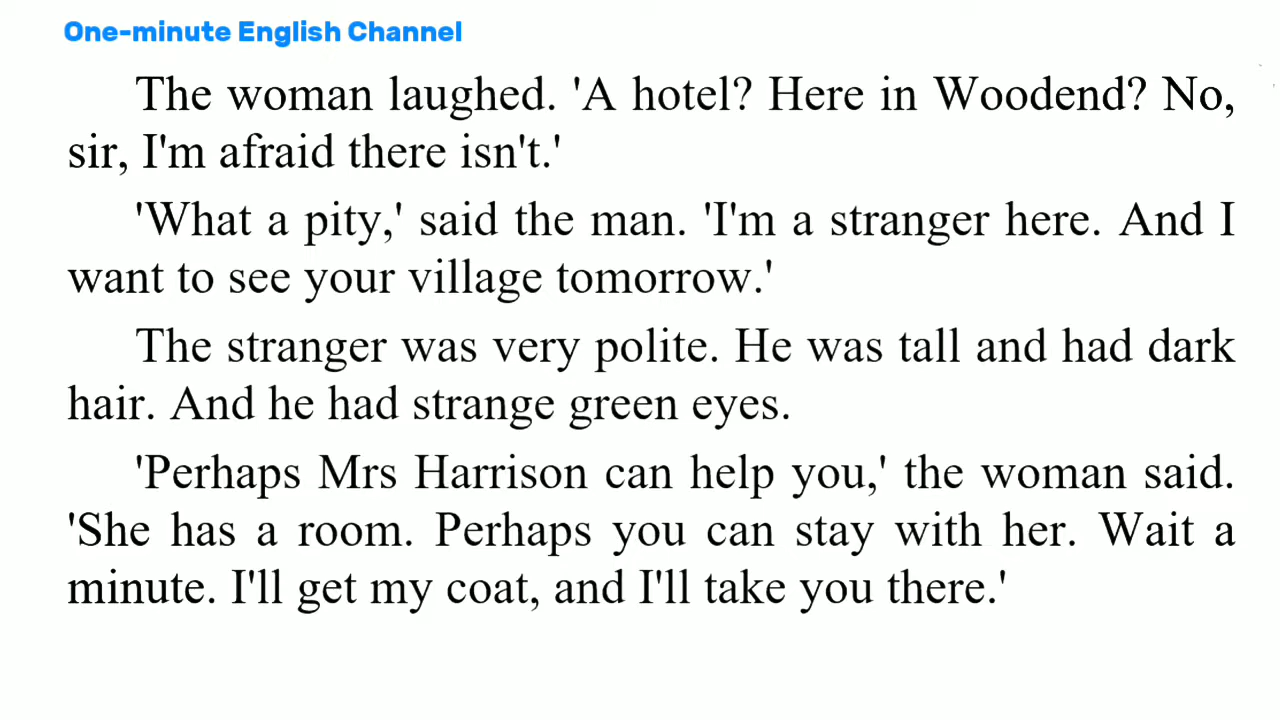 One-minute English Channel
The woman laughed. 'A hotel? Here in Woodend? No,
sir, I'm afraid there isn't.'
'What a pity,' said the man. 'I'm a stranger here. And I
want to see your village tomorrow.'
The stranger was very polite. He was tall and had dark
hair. And he had strange green eyes.
'Perhaps Mrs Harrison can help you,' the woman said.
'She has a room. Perhaps you can stay with her. Wait a
minute. I'll get my coat, and I'll take you there.'